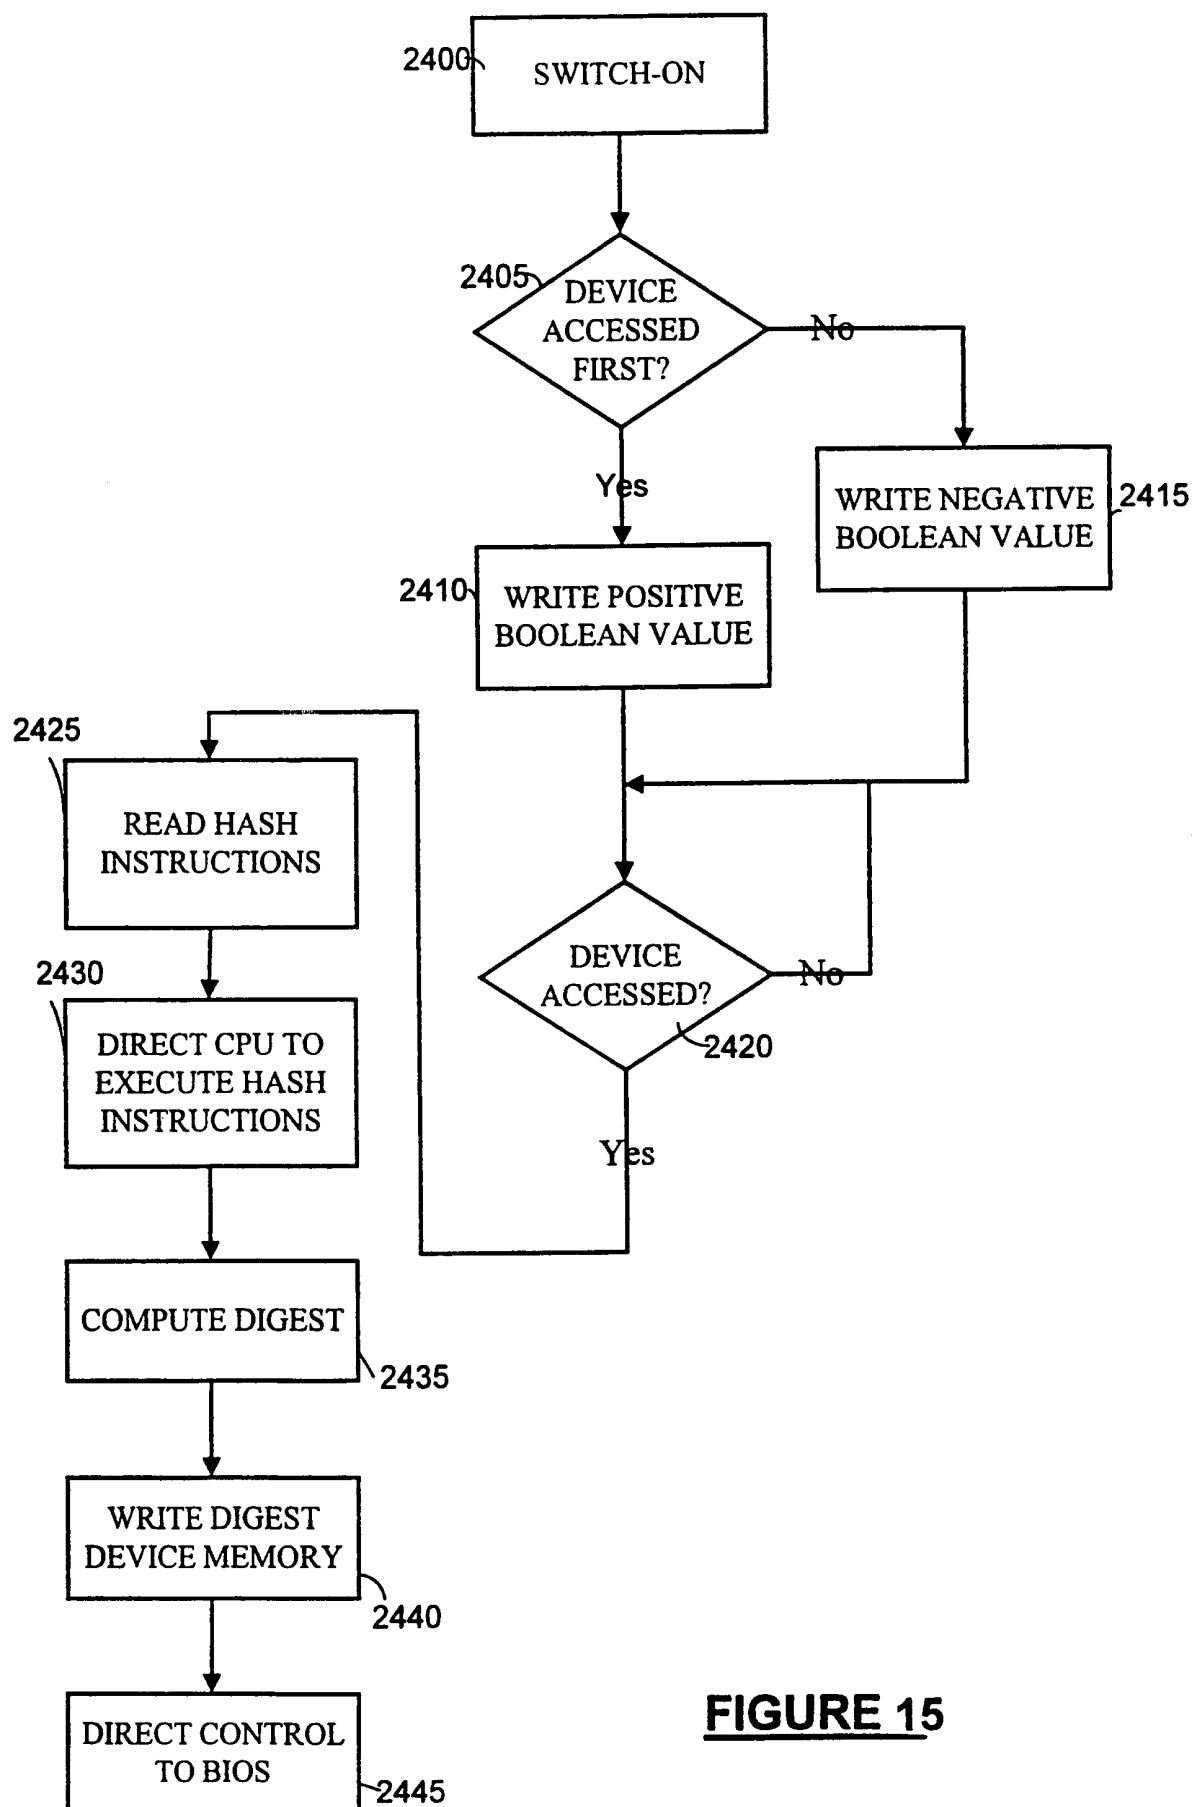 2400
SWITCH-ON
2405
DEVICE
ACCESSED
FIRST?
No
Yes
WRITE NEGATIVE
BOOLEAN VALUE
2415
2410
WRITE POSITIVE
BOOLEAN VALUE
2425
READ HASH
INSTRUCTIONS
DEVICE
ACCESSED?
No
2420
Yes
2430
DIRECT CPU TO
EXECUTE HASH
INSTRUCTIONS
COMPUTE DIGEST
2435
WRITE DIGEST
DEVICE MEMORY
2440
DIRECT CONTROL
TO BIOS
2445
FIGURE 15